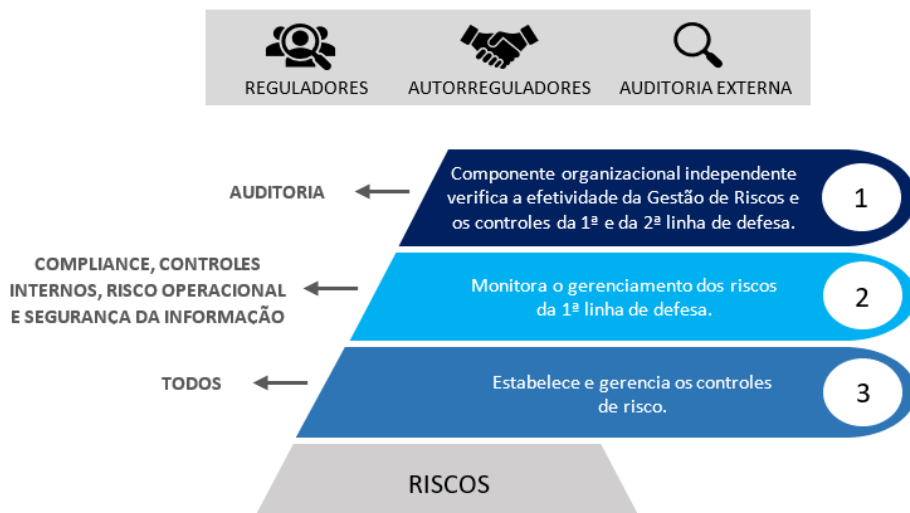 REGULADORES
AUTORREGULADORES
AUDITORIA EXTERNA
AUDITORIA
Componente organizacional independente
verifica a efetividade da Gestão de Riscos e
os controles da 1ª e da 2ª linha de defesa.
1
COMPLIANCE, CONTROLES
INTERNOS, RISCO OPERACIONAL
E SEGURANÇA DA INFORMAÇÃO
Monitora o gerenciamento dos riscos
da 1ª linha de defesa.
2
TODOS
Estabelece e gerencia os controles
de risco.
3
RISCOS